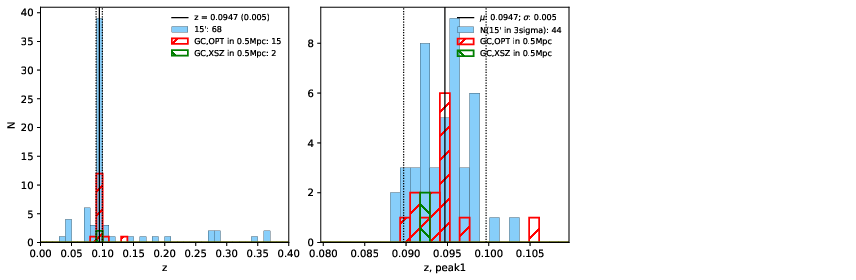 z = 0.0947 (0.005)
15': 68
GC,OPT in 0.5Mpc: 15
GC,XSZ in 0.5Mpc: 2
N
40
35
30
25
20
15
10
5
0
0.00 0.05 0.10 0.15 0.20 0.25 0.30 0.35 0.40
z
μ: 0.0947; σ: 0.005
N(15' in 3sigma): 44
GC,OPT in 0.5Mpc
GC,XSZ in 0.5Mpc
8
6
4
2
0
0.080 0.085 0.090 0.095 0.100 0.105
z, peak1